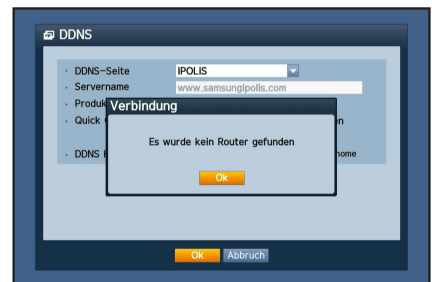 DDNS
DDNS-Seite iPOLiS
Servername www.samsungipolis.com
Produk
Verbindung
Quick
en
Es wurde kein Router gefunden
DDNS
home
Ok
Ok Abbruch